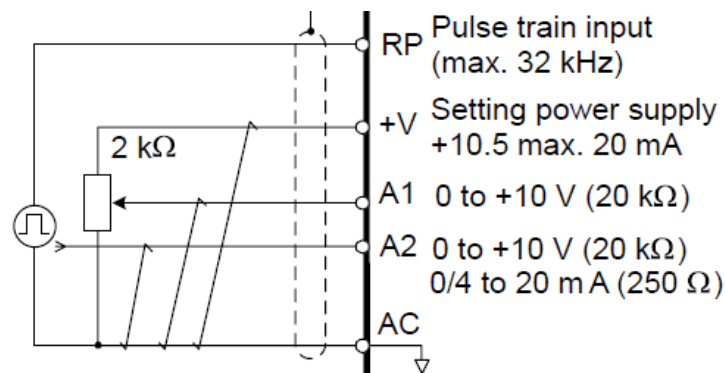 RP Pulse train input
(max. 32 kHz)
+V Setting power supply
+10.5 max. 20 mA
2 kΩ
A1 0 to +10 V (20 kΩ)
A2 0 to +10 V (20 kΩ)
0/4 to 20 mA (250 Ω)
AC